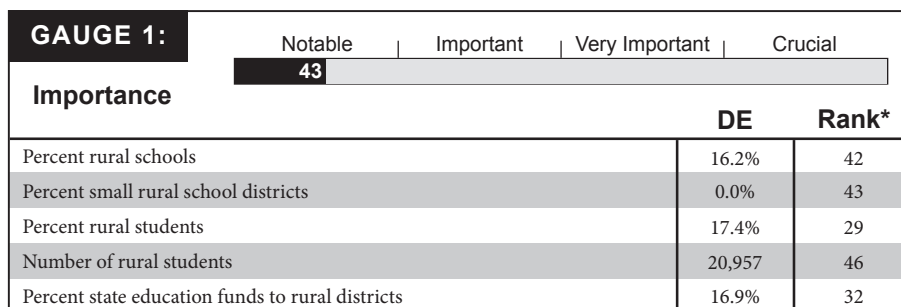 GAUGE 1:
Notable | Important | Very Important | Crucial
43
Importance
DE Rank*
Percent rural schools 16.2% 42
Percent small rural school districts 0.0% 43
Percent rural students 17.4% 29
Number of rural students 20,957 46
Percent state education funds to rural districts 16.9% 32